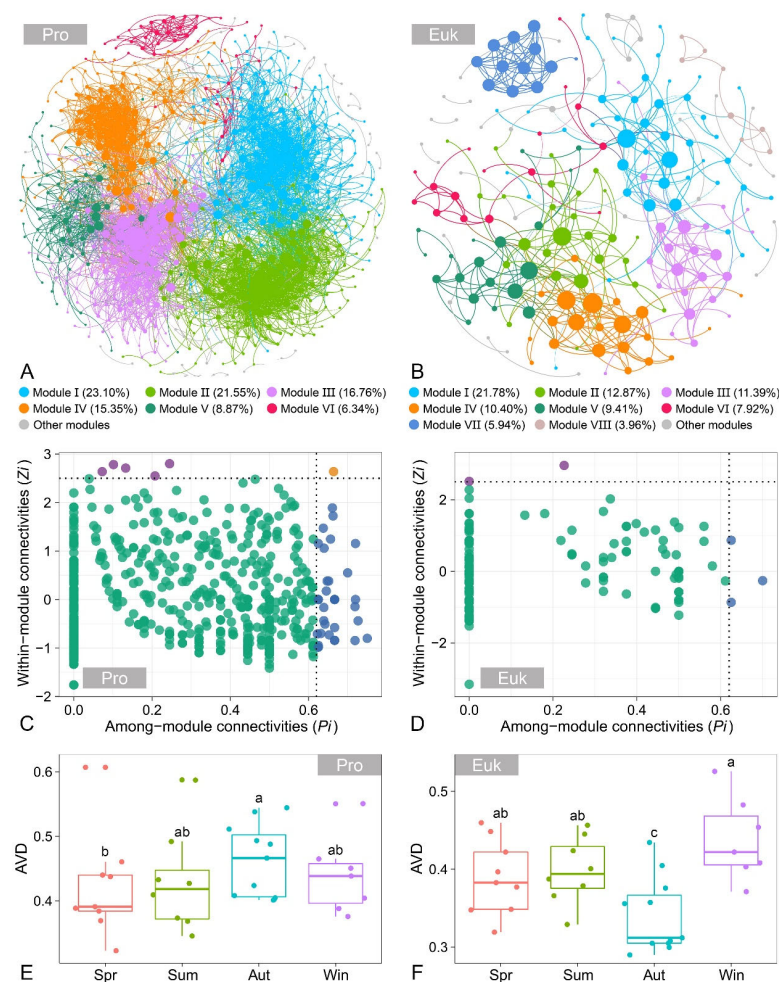 Pro
Euk
A
B
Module I (23.10%) Module II (21.55%) Module III (16.76%)
Module IV (15.35%) Module V (8.87%) Module VI (6.34%)
Other modules
Module I (21.78%) Module II (12.87%) Module III (11.39%)
Module IV (10.40%) Module V (9.41%) Module VI (7.92%)
Module VII (5.94%) Module VIII (3.96%) Other modules
Within−module connectivities (Zi)
3
2
1
0
−1
−2
Pro
0.0 0.2 0.4 0.6
C
Among−module connectivities (Pi)
Within−module connectivities (Zi)
2
0
−2
Euk
0.0 0.2 0.4 0.6
D
Among−module connectivities (Pi)
AVD
0.6
0.5
0.4
Pro
b
ab
a
ab
E
Spr Sum Aut Win
AVD
0.5
0.4
0.3
Euk
ab
ab
c
a
F
Spr Sum Aut Win